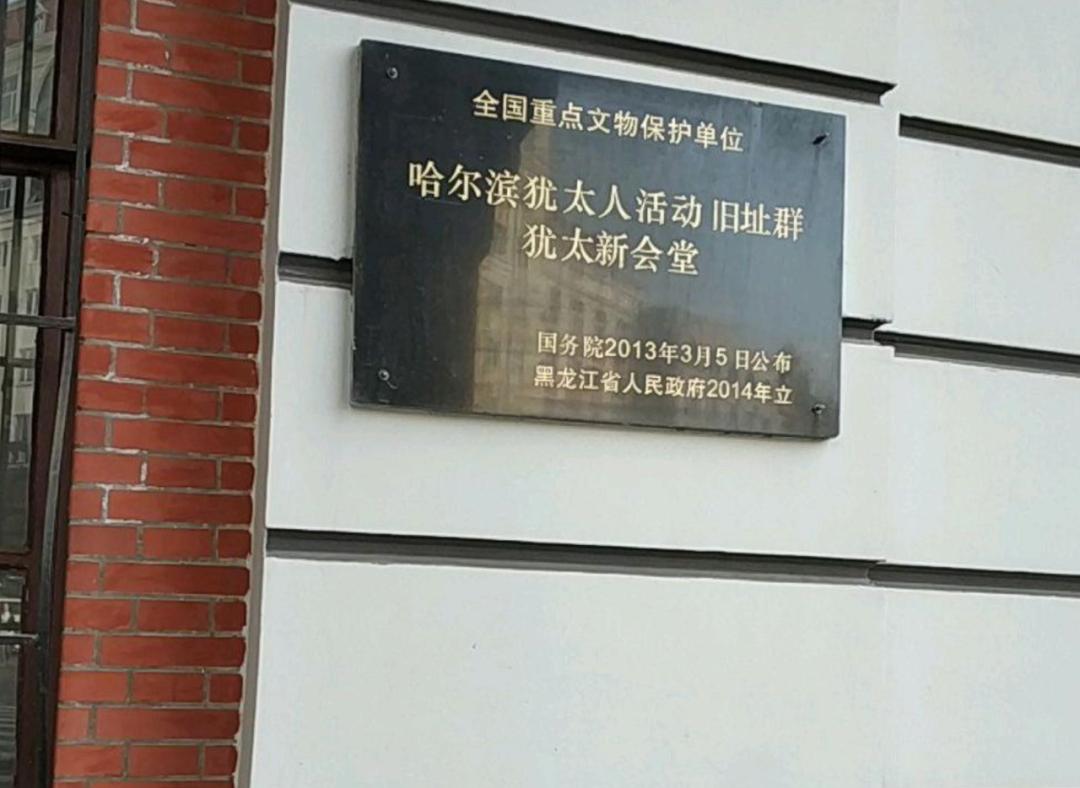 全国重点文物保护单位
哈尔滨犹太人活动旧址群
犹太新会堂
国务院2013年3月5日公布
黑龙江省人民政府2014年立